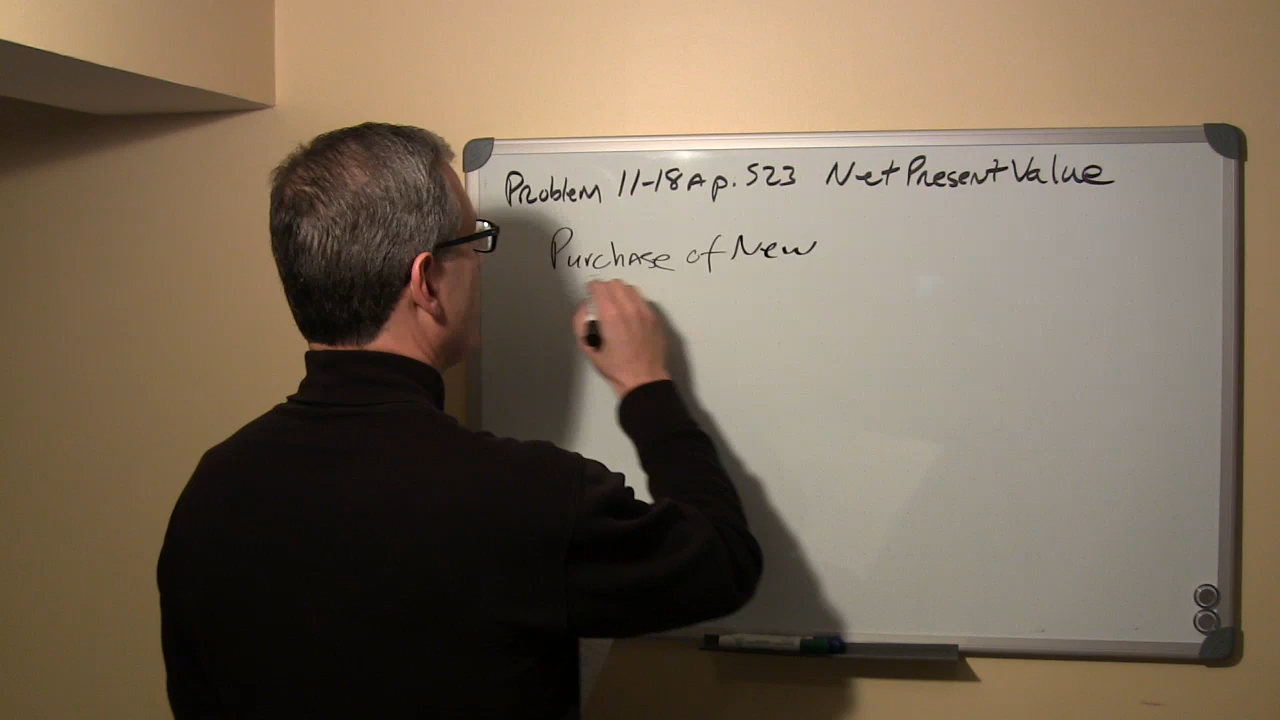 Problem 11-18A p. 523 Net Present Value
Purchase of New